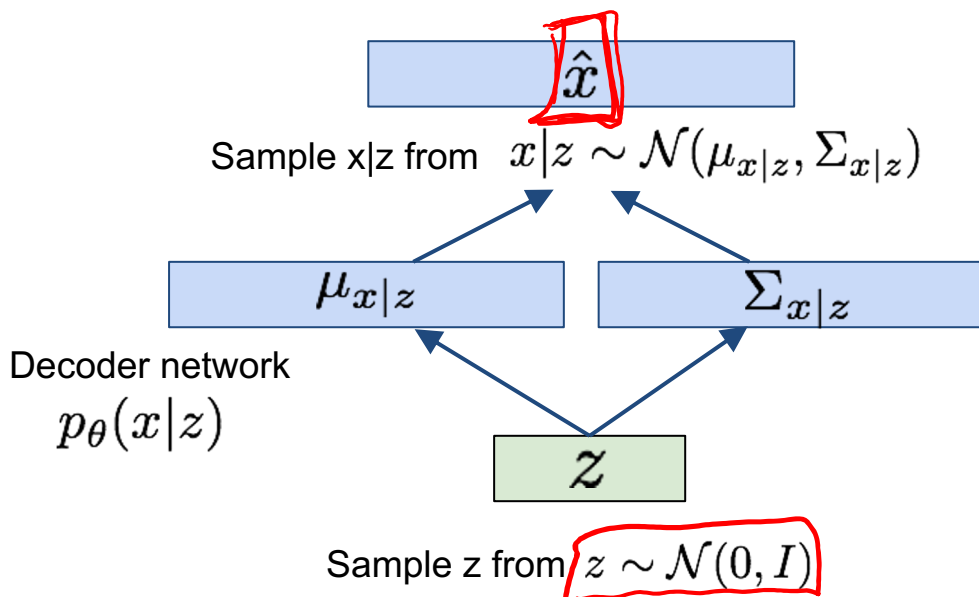 x̂
Sample x|z from x|z ∼ 𝒩(μ_{x|z}, Σ_{x|z})
μ_{x|z}
Σ_{x|z}
Decoder network
p_θ(x|z)
z
Sample z from z ∼ 𝒩(0, I)